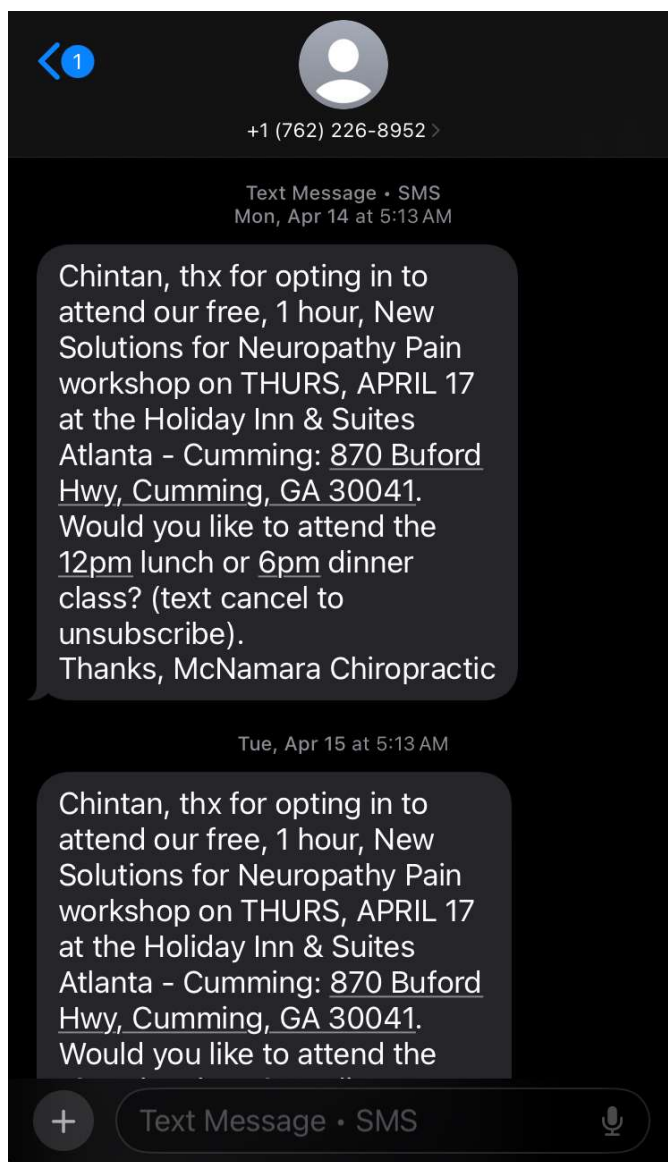 1
+1 (762) 226-8952 >
Text Message • SMS
Mon, Apr 14 at 5:13 AM
Chintan, thx for opting in to
attend our free, 1 hour, New
Solutions for Neuropathy Pain
workshop on THURS, APRIL 17
at the Holiday Inn & Suites
Atlanta - Cumming: 870 Buford
Hwy, Cumming, GA 30041.
Would you like to attend the
12pm lunch or 6pm dinner
class? (text cancel to
unsubscribe).
Thanks, McNamara Chiropractic
Tue, Apr 15 at 5:13 AM
Chintan, thx for opting in to
attend our free, 1 hour, New
Solutions for Neuropathy Pain
workshop on THURS, APRIL 17
at the Holiday Inn & Suites
Atlanta - Cumming: 870 Buford
Hwy, Cumming, GA 30041.
Would you like to attend the
Text Message • SMS